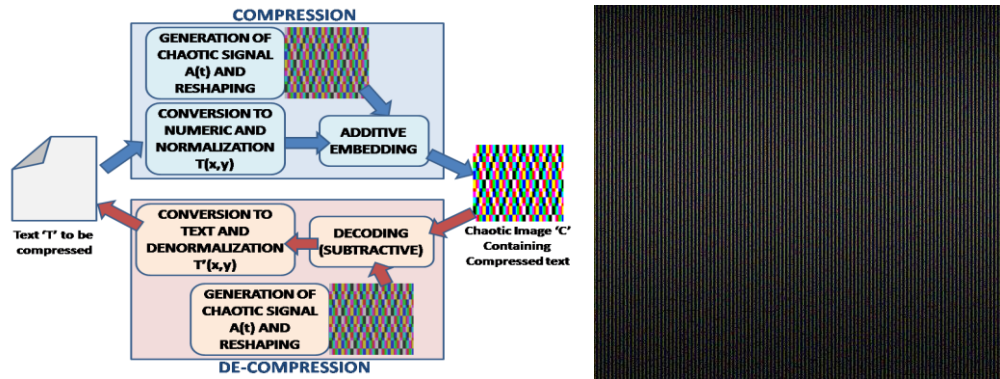 COMPRESSION
GENERATION OF
CHAOTIC SIGNAL
A(t) AND
RESHAPING
CONVERSION TO
NUMERIC AND
NORMALIZATION
T(x,y)
ADDITIVE
EMBEDDING
Text 'T' to be
compressed
Chaotic Image 'C'
Containing
Compressed text
CONVERSION TO
TEXT AND
DENORMALIZATION
T'(x,y)
DECODING
(SUBTRACTIVE)
GENERATION OF
CHAOTIC SIGNAL
A(t) AND
RESHAPING
DE-COMPRESSION